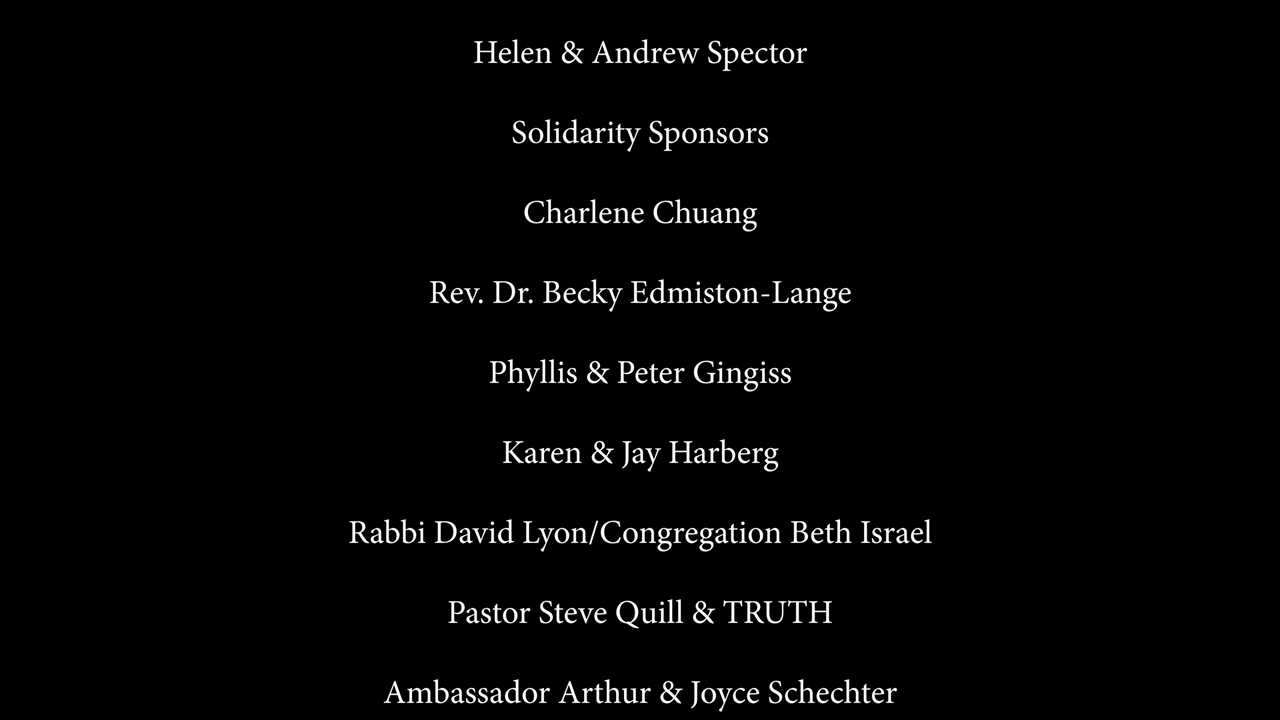 Helen & Andrew Spector
Solidarity Sponsors
Charlene Chuang
Rev. Dr. Becky Edmiston-Lange
Phyllis & Peter Gingiss
Karen & Jay Harberg
Rabbi David Lyon/Congregation Beth Israel
Pastor Steve Quill & TRUTH
Ambassador Arthur & Joyce Schechter